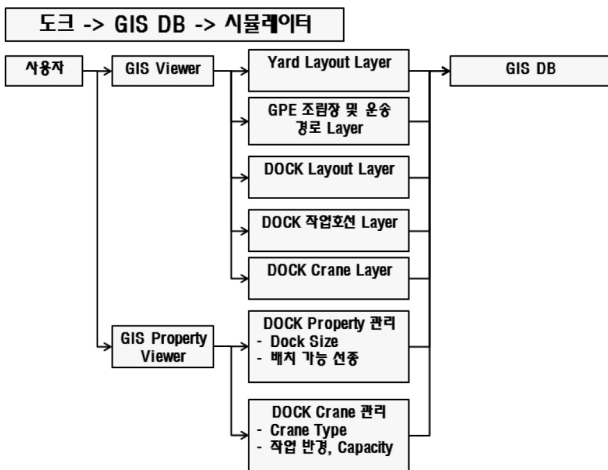 도크 -> GIS DB -> 시뮬레이터
사용자
GIS Viewer
Yard Layout Layer
GIS DB
GPE 조립장 및 운송
경로 Layer
DOCK Layout Layer
DOCK 작업호선 Layer
DOCK Crane Layer
GIS Property
Viewer
DOCK Property 관리
- Dock Size
- 배치 가능 선종
DOCK Crane 관리
- Crane Type
- 작업 반경, Capacity